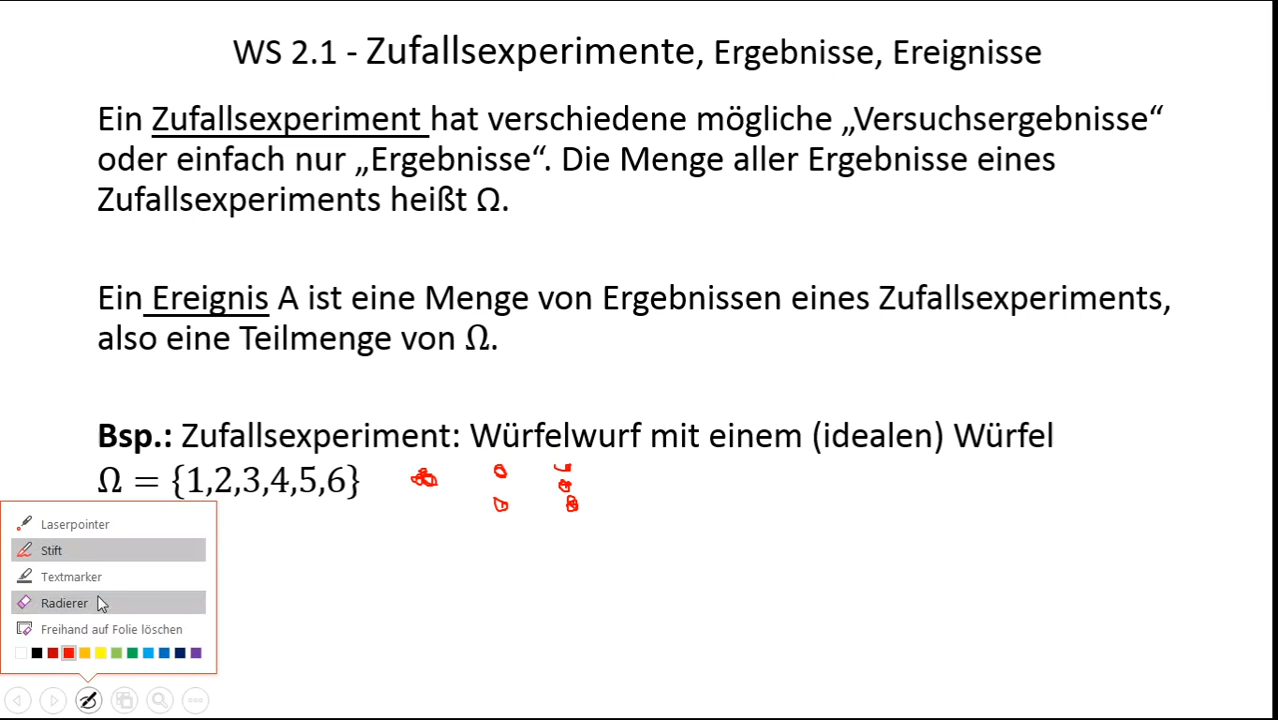 WS 2.1 - Zufallsexperimente, Ergebnisse, Ereignisse
Ein Zufallsexperiment hat verschiedene mögliche „Versuchsergebnisse“
oder einfach nur „Ergebnisse“. Die Menge aller Ergebnisse eines
Zufallsexperiments heißt Ω.
Ein Ereignis A ist eine Menge von Ergebnissen eines Zufallsexperiments,
also eine Teilmenge von Ω.
Bsp.: Zufallsexperiment: Würfelwurf mit einem (idealen) Würfel
Ω = {1,2,3,4,5,6}
Laserpointer
Stift
Textmarker
Radierer
Freihand auf Folie löschen